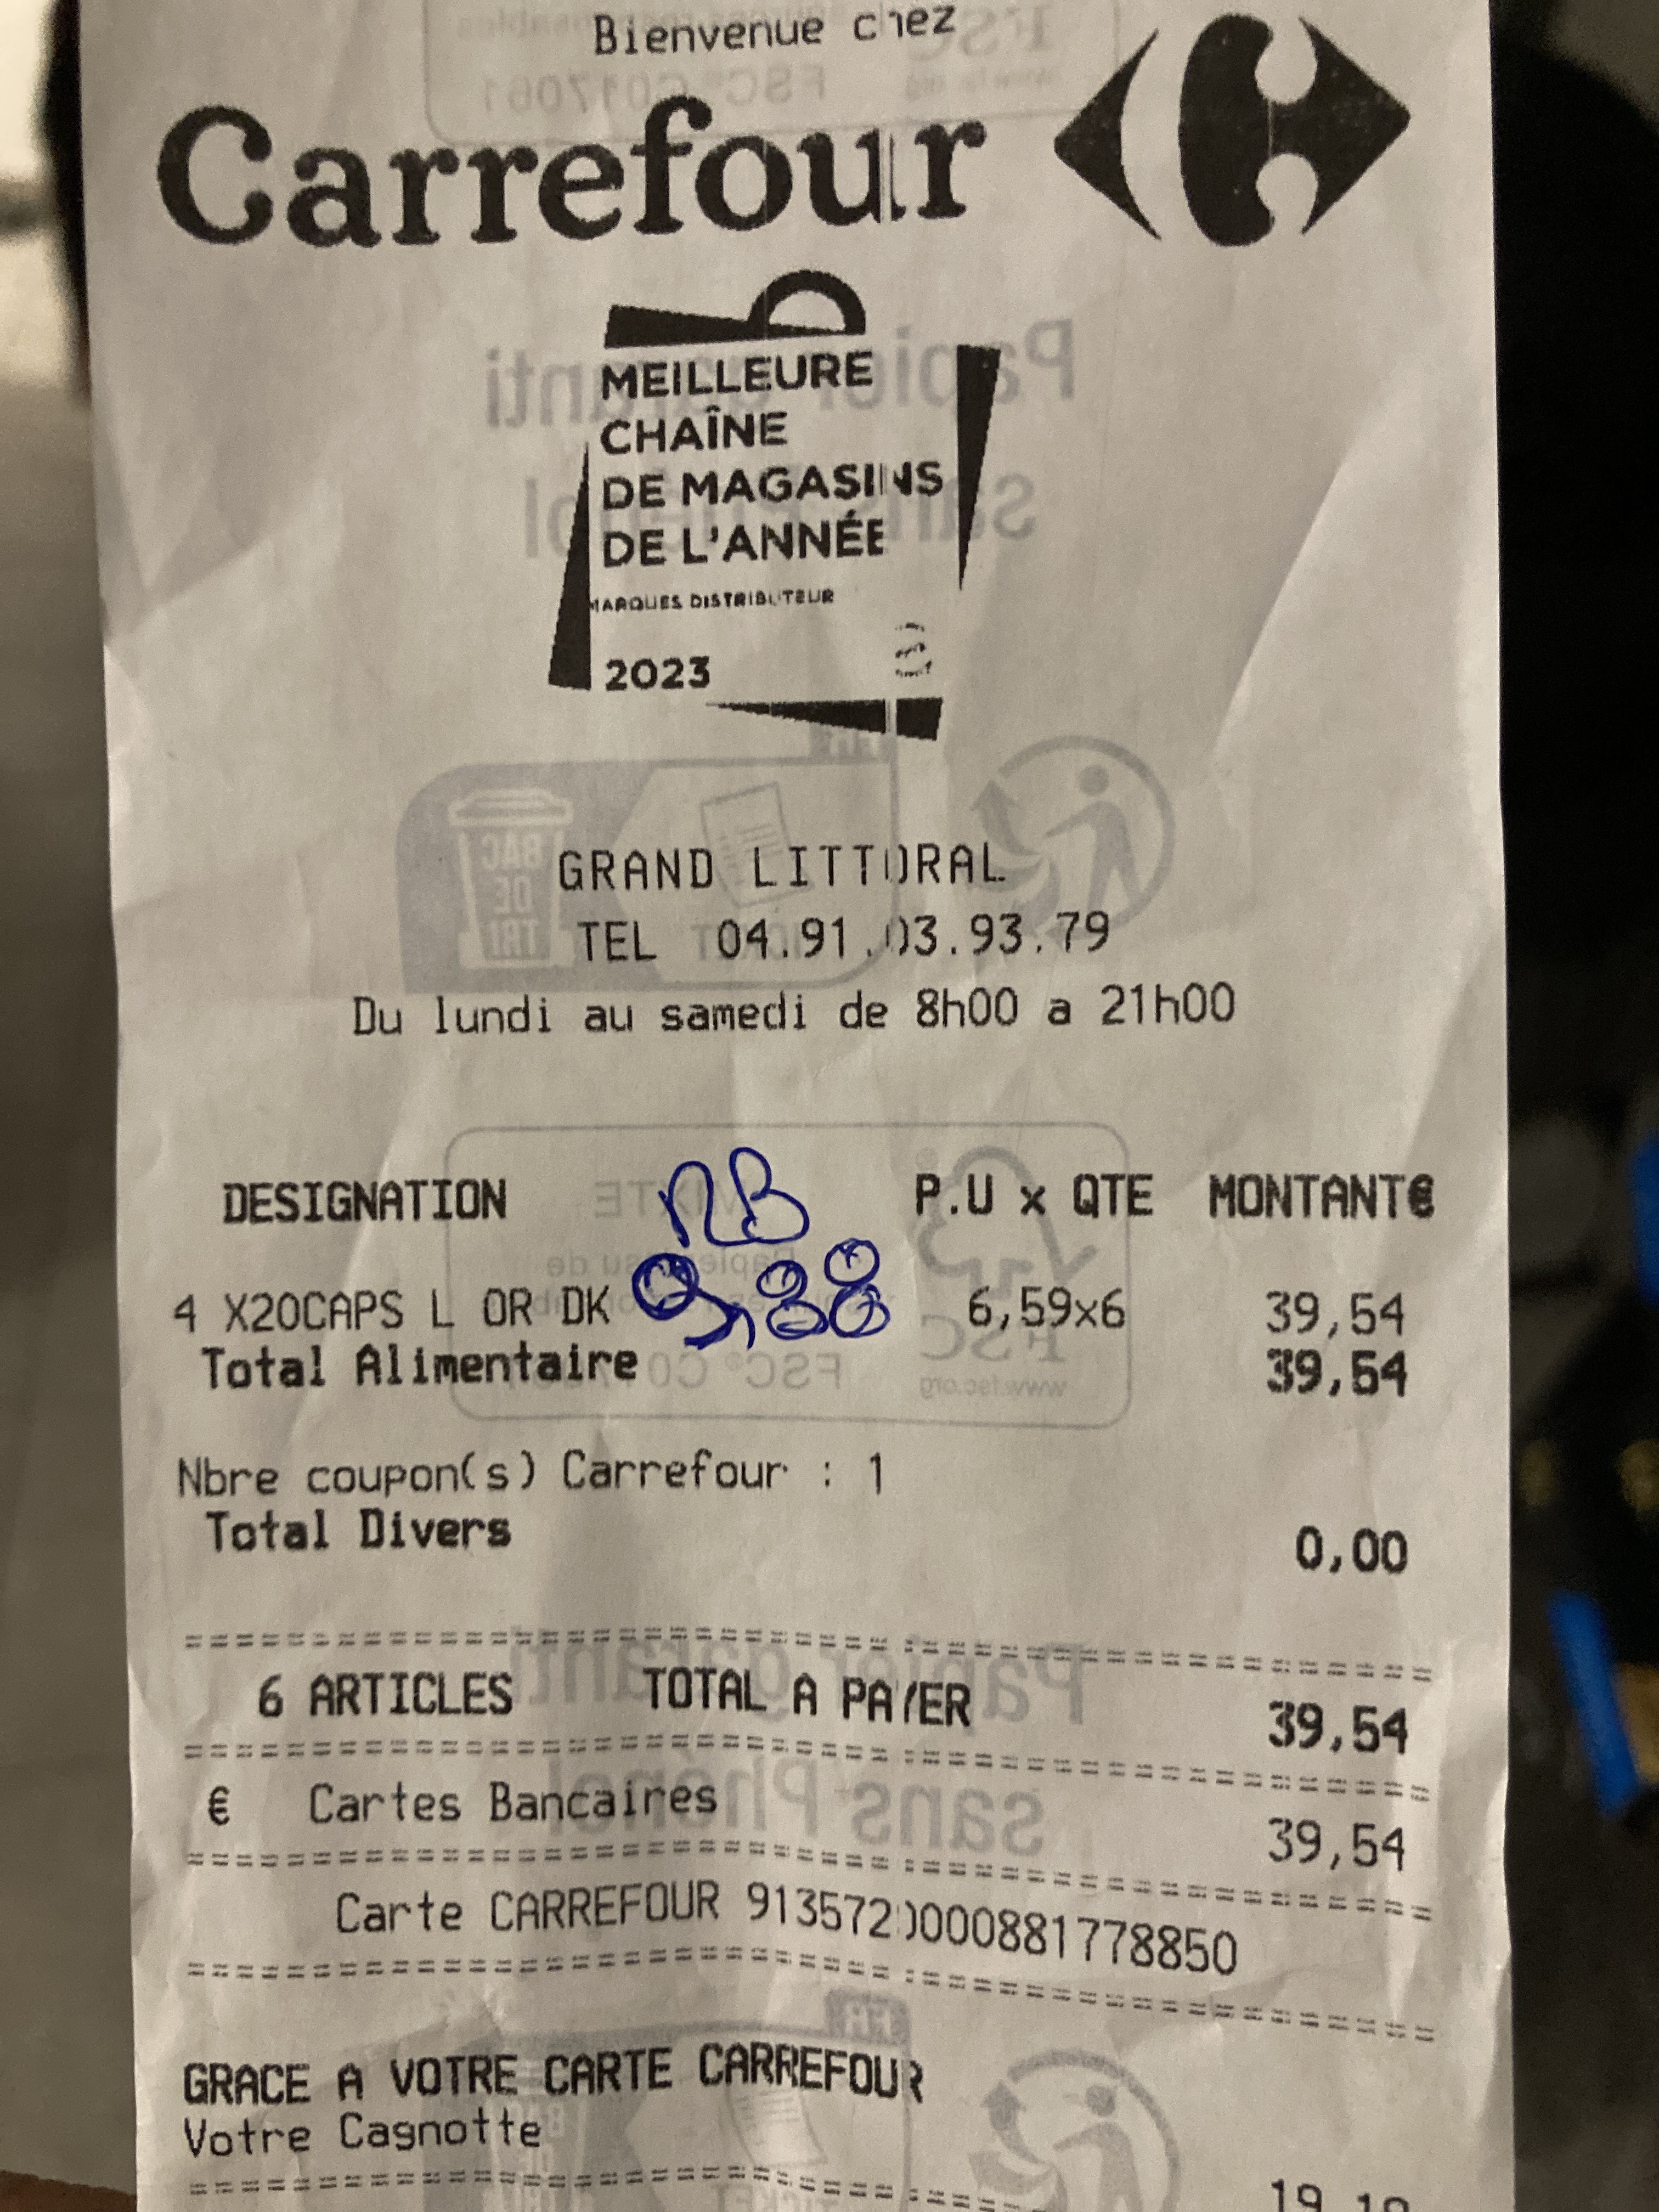 Bienvenue chez
Carrefour
MEILLEURE
CHAÎNE
DE MAGASINS
DE L'ANNÉE
MARQUES DISTRIBUTEUR
2023
GRAND LITTORAL
TEL 04.91.03.93.79
Du lundi au samedi de 8h00 a 21h00
DESIGNATION P.U x QTE MONTANT€
4 X20CAPS L OR DK 6,59x6 39,54
Total Alimentaire 39,54
Nbre coupon(s) Carrefour : 1
Total Divers 0,00
6 ARTICLES TOTAL A PAYER 39,54
€ Cartes Bancaires 39,54
Carte CARREFOUR 9135720000881778850
GRACE A VOTRE CARTE CARREFOUR
Votre Cagnotte